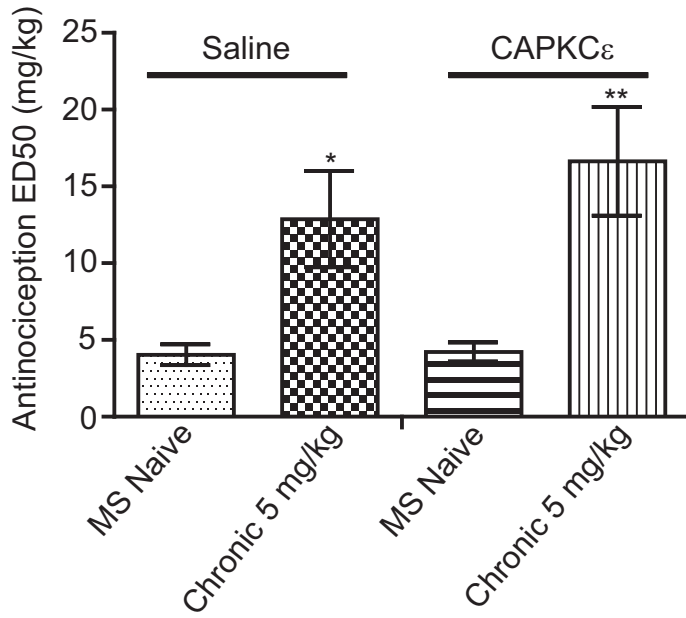 Antinociception ED50 (mg/kg)
25
20
15
10
5
0
Saline
CAPKCε
*
**
MS Naive
Chronic 5 mg/kg
MS Naive
Chronic 5 mg/kg